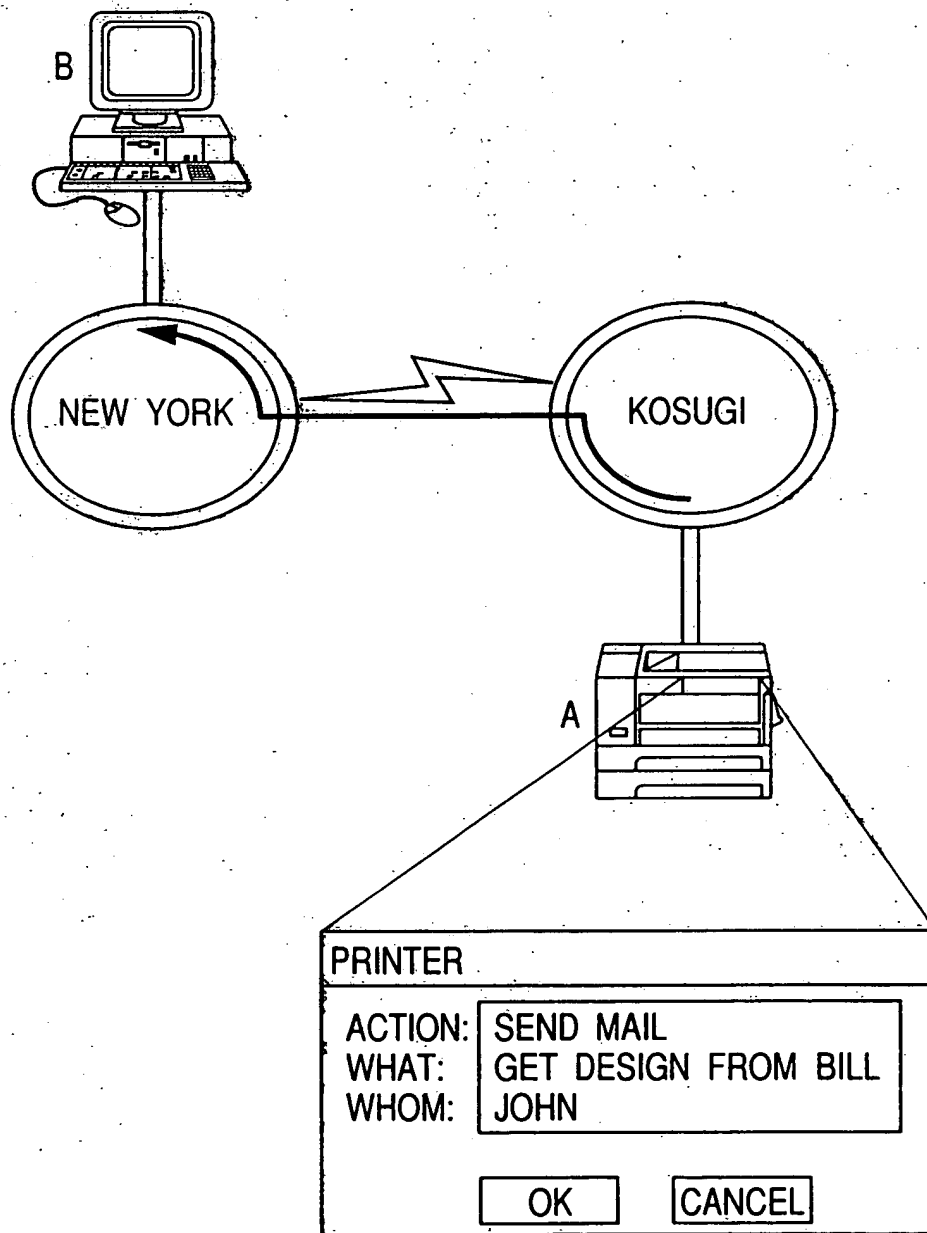 B
NEW YORK
KOSUGI
A
PRINTER
ACTION: SEND MAIL
WHAT: GET DESIGN FROM BILL
WHOM: JOHN
OK CANCEL